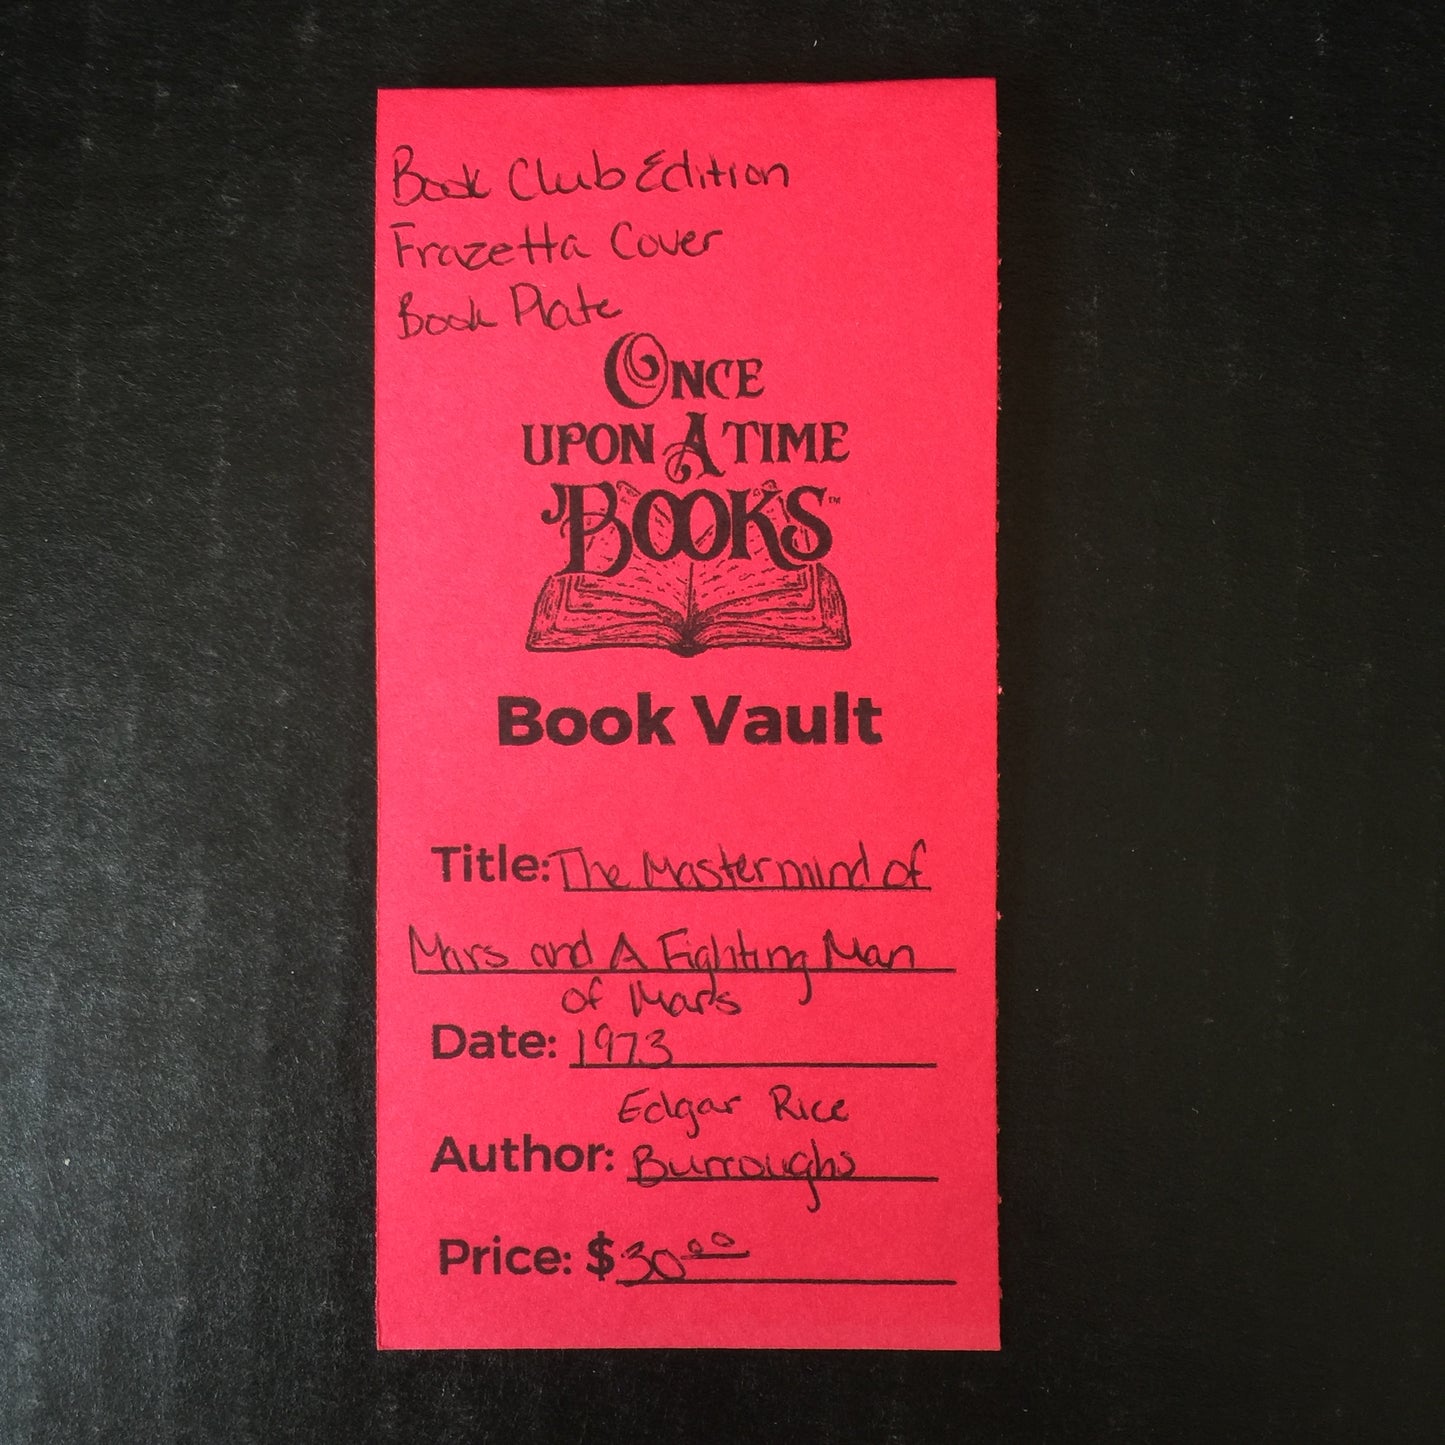 Book Club Edition
Frazetta Cover
Book Plate
ONCE
UPON A TIME
BOOKS™
Book Vault
Title: The Mastermind of
Mars and A Fighting Man
of Mars
Date: 1973
Edgar Rice
Author: Burroughs
Price: $30.00